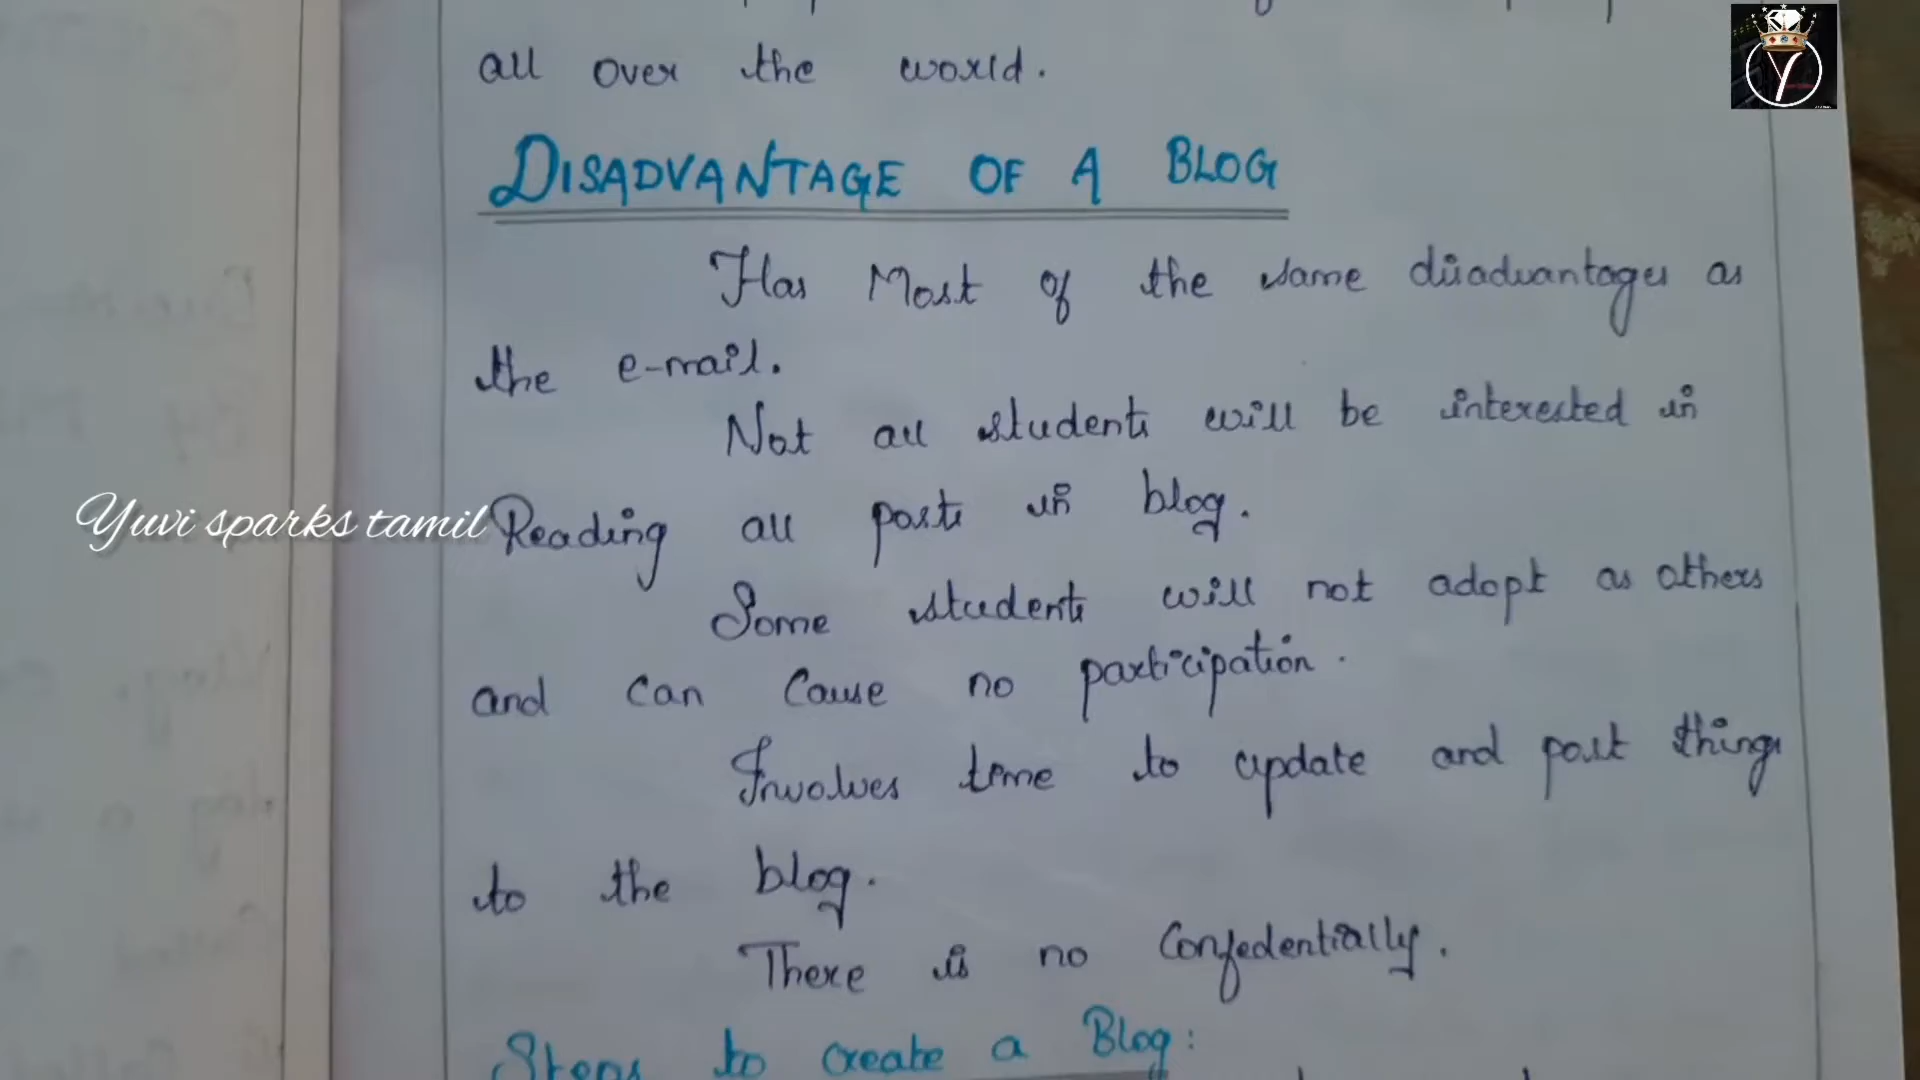 all over the world.
DISADVANTAGE OF A BLOG
Has Most of the same disadvantages as
the e-mail.
Not all students will be interested in
Reading all posts in blog.
Yuvi sparks tamil
Some students will not adopt as others
and can cause no participation.
Involves time to update and post things
to the blog.
There is no Confedentially.
Steps to create a Blog: